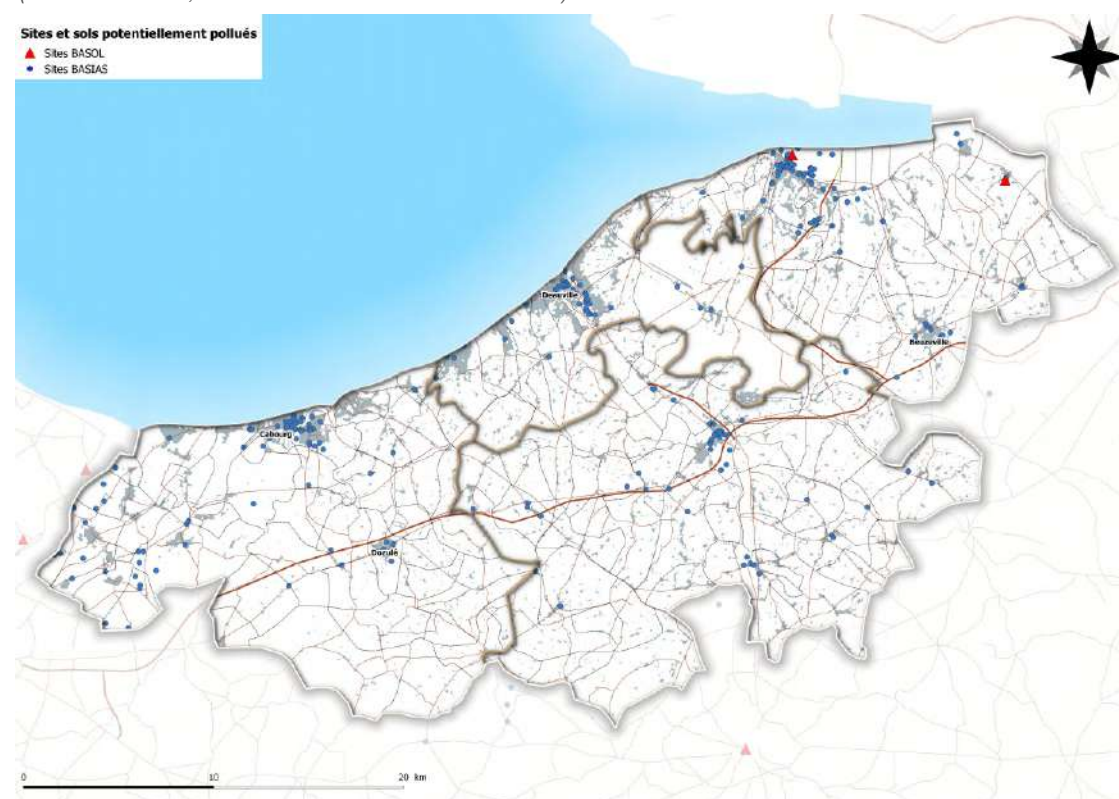 Sites et sols potentiellement pollués
Sites BASOL
Sites BASIAS
Deauville
Beuzeville
Cabourg
Dozulé
0 10 20 km